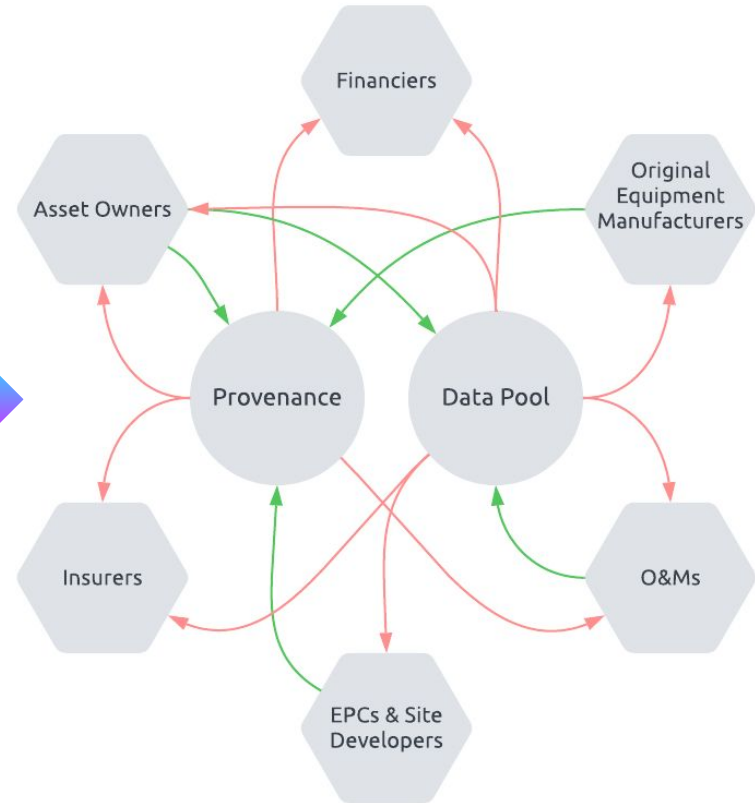 Financiers
Asset Owners
Original
Equipment
Manufacturers
Provenance
Data Pool
Insurers
O&Ms
EPCs & Site
Developers